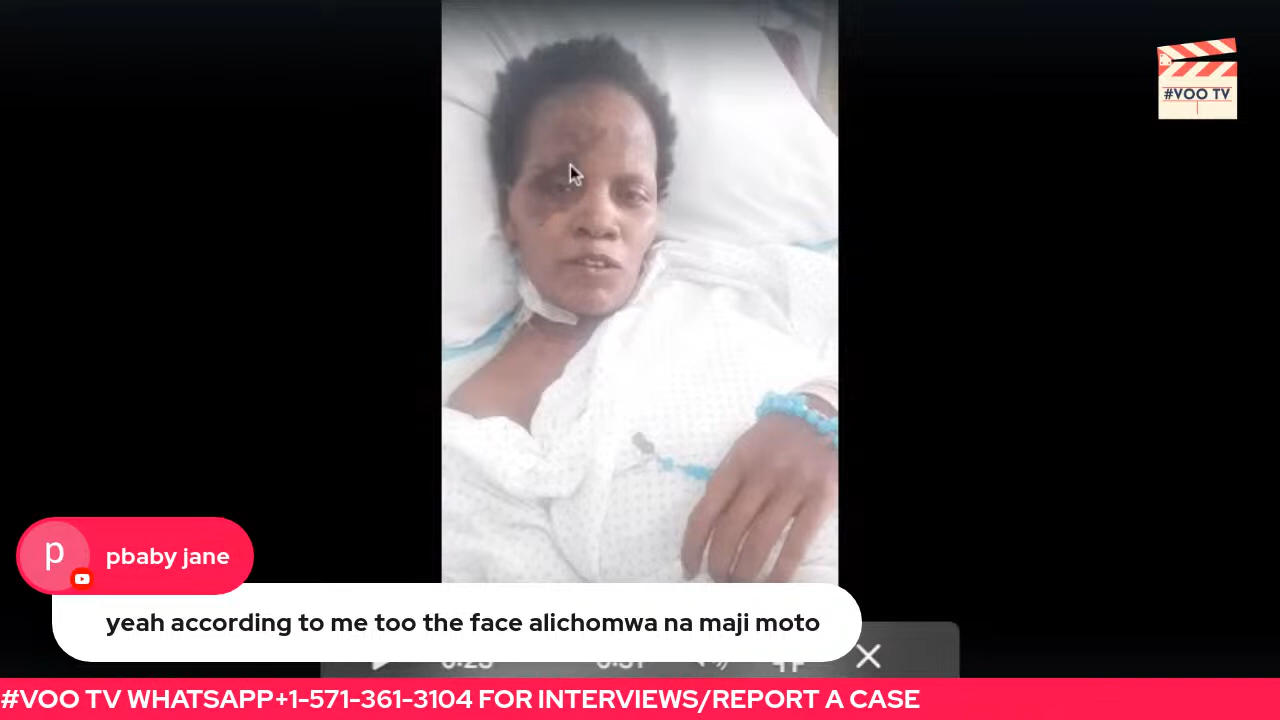 #VOO TV
p
pbaby jane
yeah according to me too the face alichomwa na maji moto
#VOO TV WHATSAPP+1-571-361-3104 FOR INTERVIEWS/REPORT A CASE